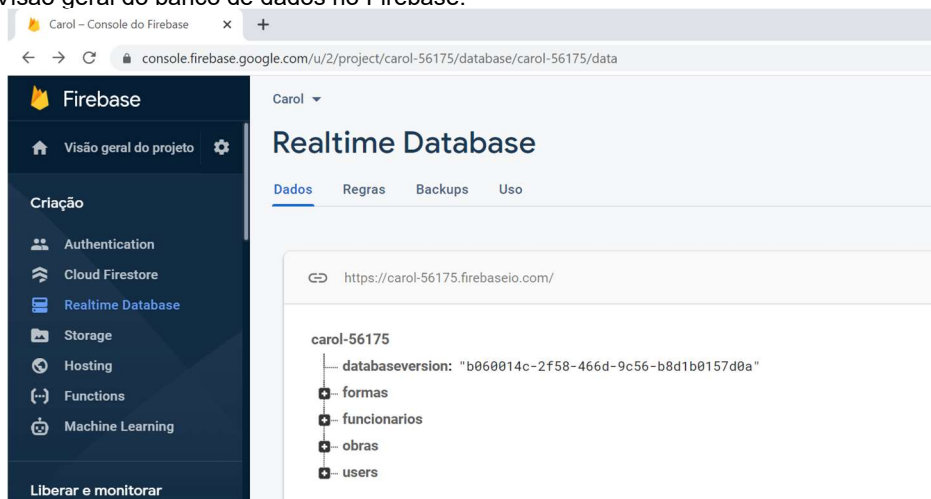 Visão geral do banco de dados no Firebase.
Carol – Console do Firebase
console.firebase.google.com/u/2/project/carol-56175/database/carol-56175/data
Firebase
Visão geral do projeto
Criação
Authentication
Cloud Firestore
Realtime Database
Storage
Hosting
Functions
Machine Learning
Liberar e monitorar
Carol
Realtime Database
Dados Regras Backups Uso
https://carol-56175.firebaseio.com/
carol-56175
databaseversion: "b060014c-2f58-466d-9c56-b8d1b0157d0a"
formas
funcionarios
obras
users